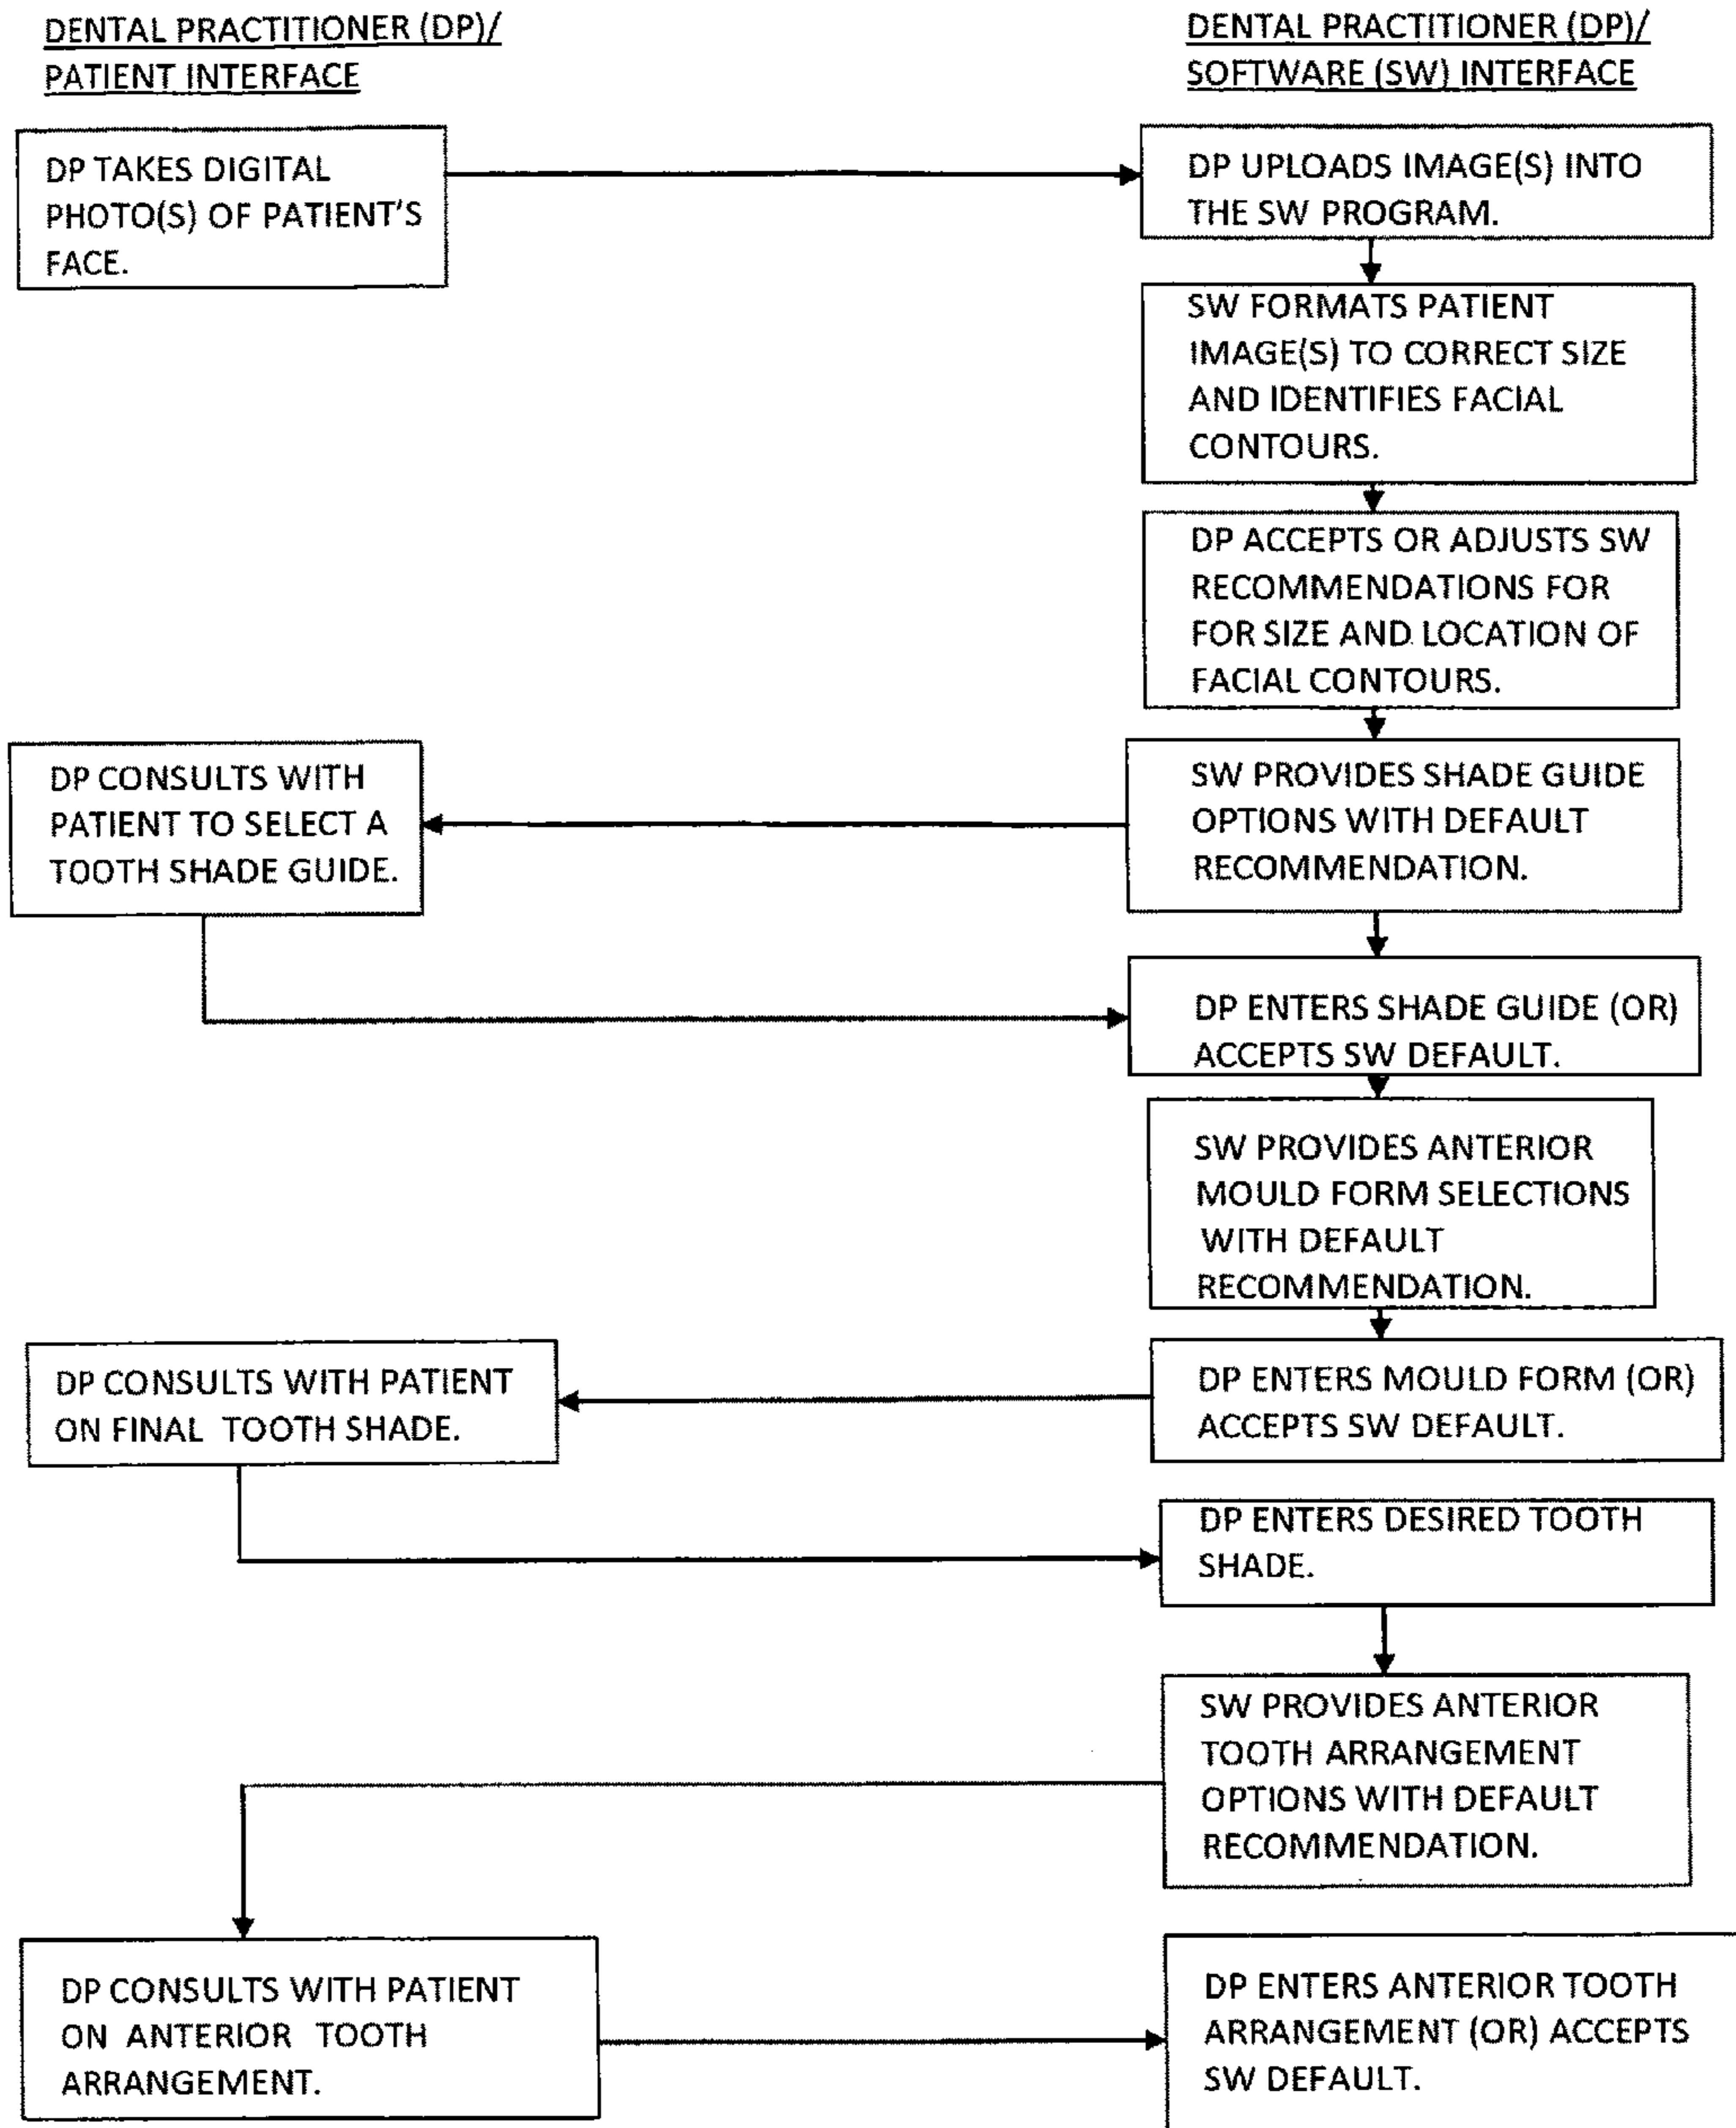 DENTAL PRACTITIONER (DP)/
PATIENT INTERFACE
DENTAL PRACTITIONER (DP)/
SOFTWARE (SW) INTERFACE
DP TAKES DIGITAL
PHOTO(S) OF PATIENT'S
FACE.
DP UPLOADS IMAGE(S) INTO
THE SW PROGRAM.
SW FORMATS PATIENT
IMAGE(S) TO CORRECT SIZE
AND IDENTIFIES FACIAL
CONTOURS.
DP ACCEPTS OR ADJUSTS SW
RECOMMENDATIONS FOR
FOR SIZE AND LOCATION OF
FACIAL CONTOURS.
SW PROVIDES SHADE GUIDE
OPTIONS WITH DEFAULT
RECOMMENDATION.
DP CONSULTS WITH
PATIENT TO SELECT A
TOOTH SHADE GUIDE.
DP ENTERS SHADE GUIDE (OR)
ACCEPTS SW DEFAULT.
SW PROVIDES ANTERIOR
MOULD FORM SELECTIONS
WITH DEFAULT
RECOMMENDATION.
DP ENTERS MOULD FORM (OR)
ACCEPTS SW DEFAULT.
DP CONSULTS WITH PATIENT
ON FINAL TOOTH SHADE.
DP ENTERS DESIRED TOOTH
SHADE.
SW PROVIDES ANTERIOR
TOOTH ARRANGEMENT
OPTIONS WITH DEFAULT
RECOMMENDATION.
DP CONSULTS WITH PATIENT
ON ANTERIOR TOOTH
ARRANGEMENT.
DP ENTERS ANTERIOR TOOTH
ARRANGEMENT (OR) ACCEPTS
SW DEFAULT.